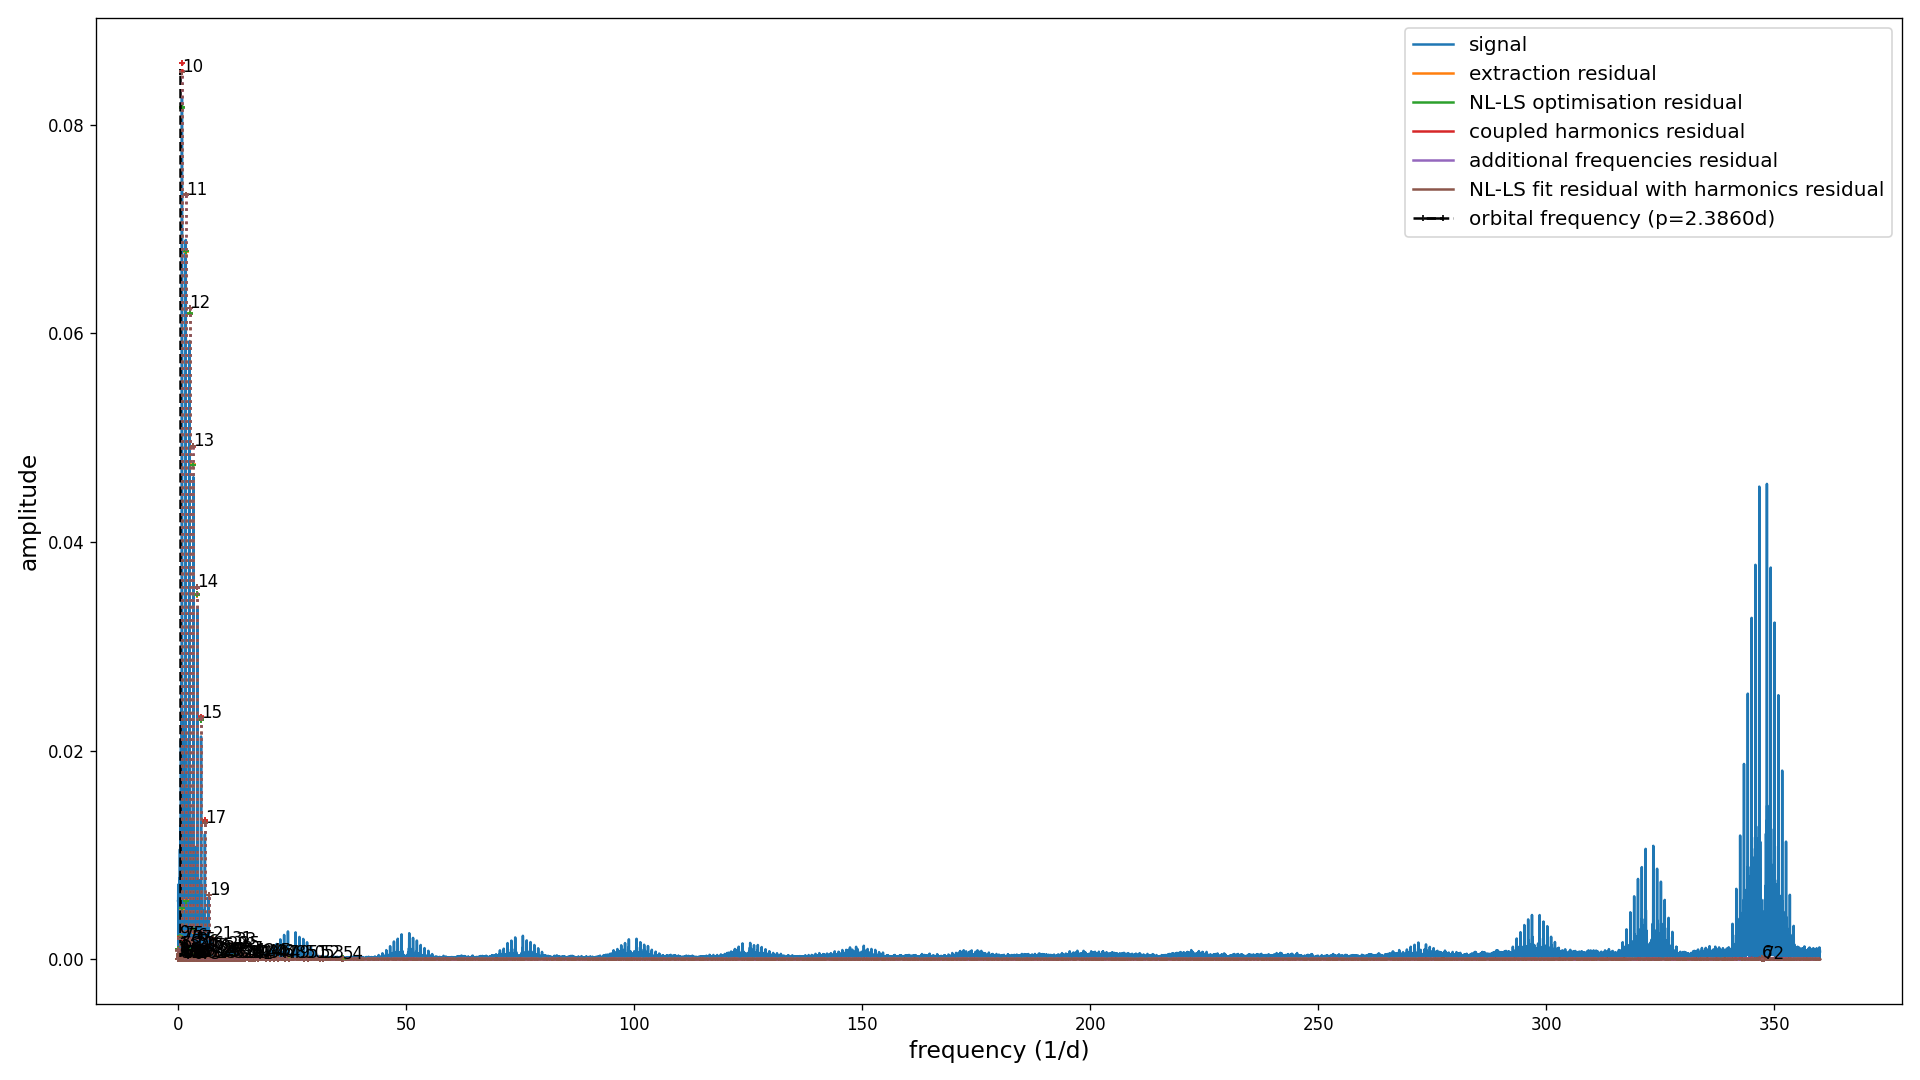 signal
extraction residual
NL-LS optimisation residual
coupled harmonics residual
additional frequencies residual
NL-LS fit residual with harmonics residual
orbital frequency (p=2.3860d)
10
11
12
13
14
15
17
19
21
54
0.08
0.06
0.04
0.02
0.00
amplitude
0
50
100
150
200
250
300
350
frequency (1/d)